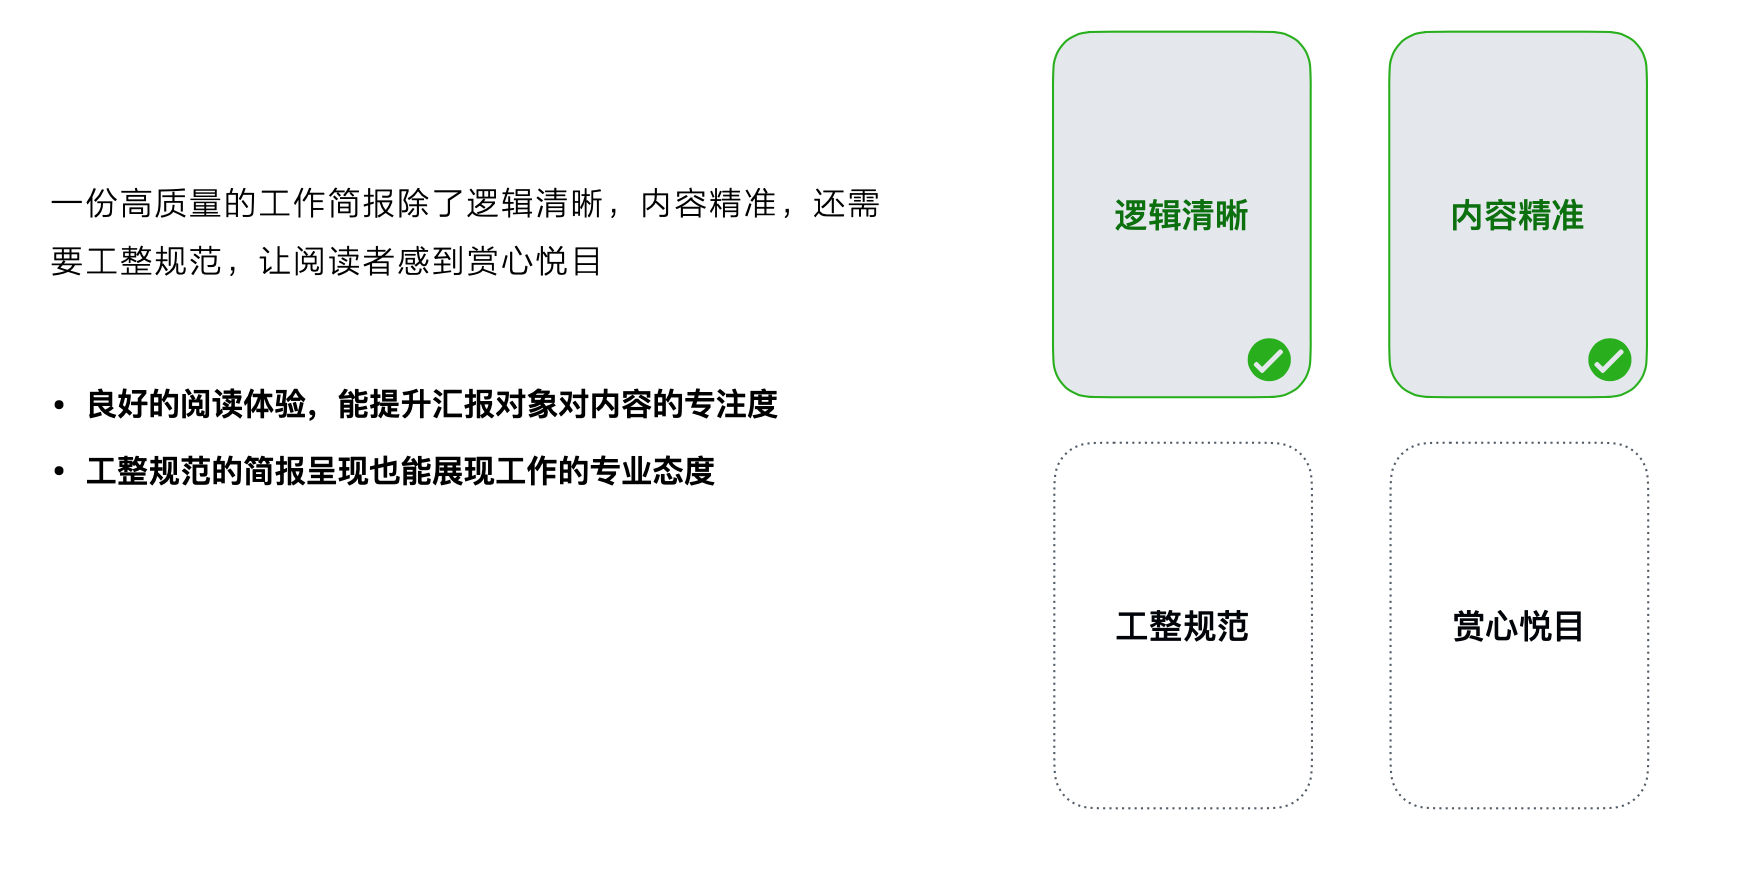 一份高质量的工作简报除了逻辑清晰，内容精准，还需
要工整规范，让阅读者感到赏心悦目
• 良好的阅读体验，能提升汇报对象对内容的专注度
• 工整规范的简报呈现也能展现工作的专业态度
逻辑清晰
内容精准
工整规范
赏心悦目